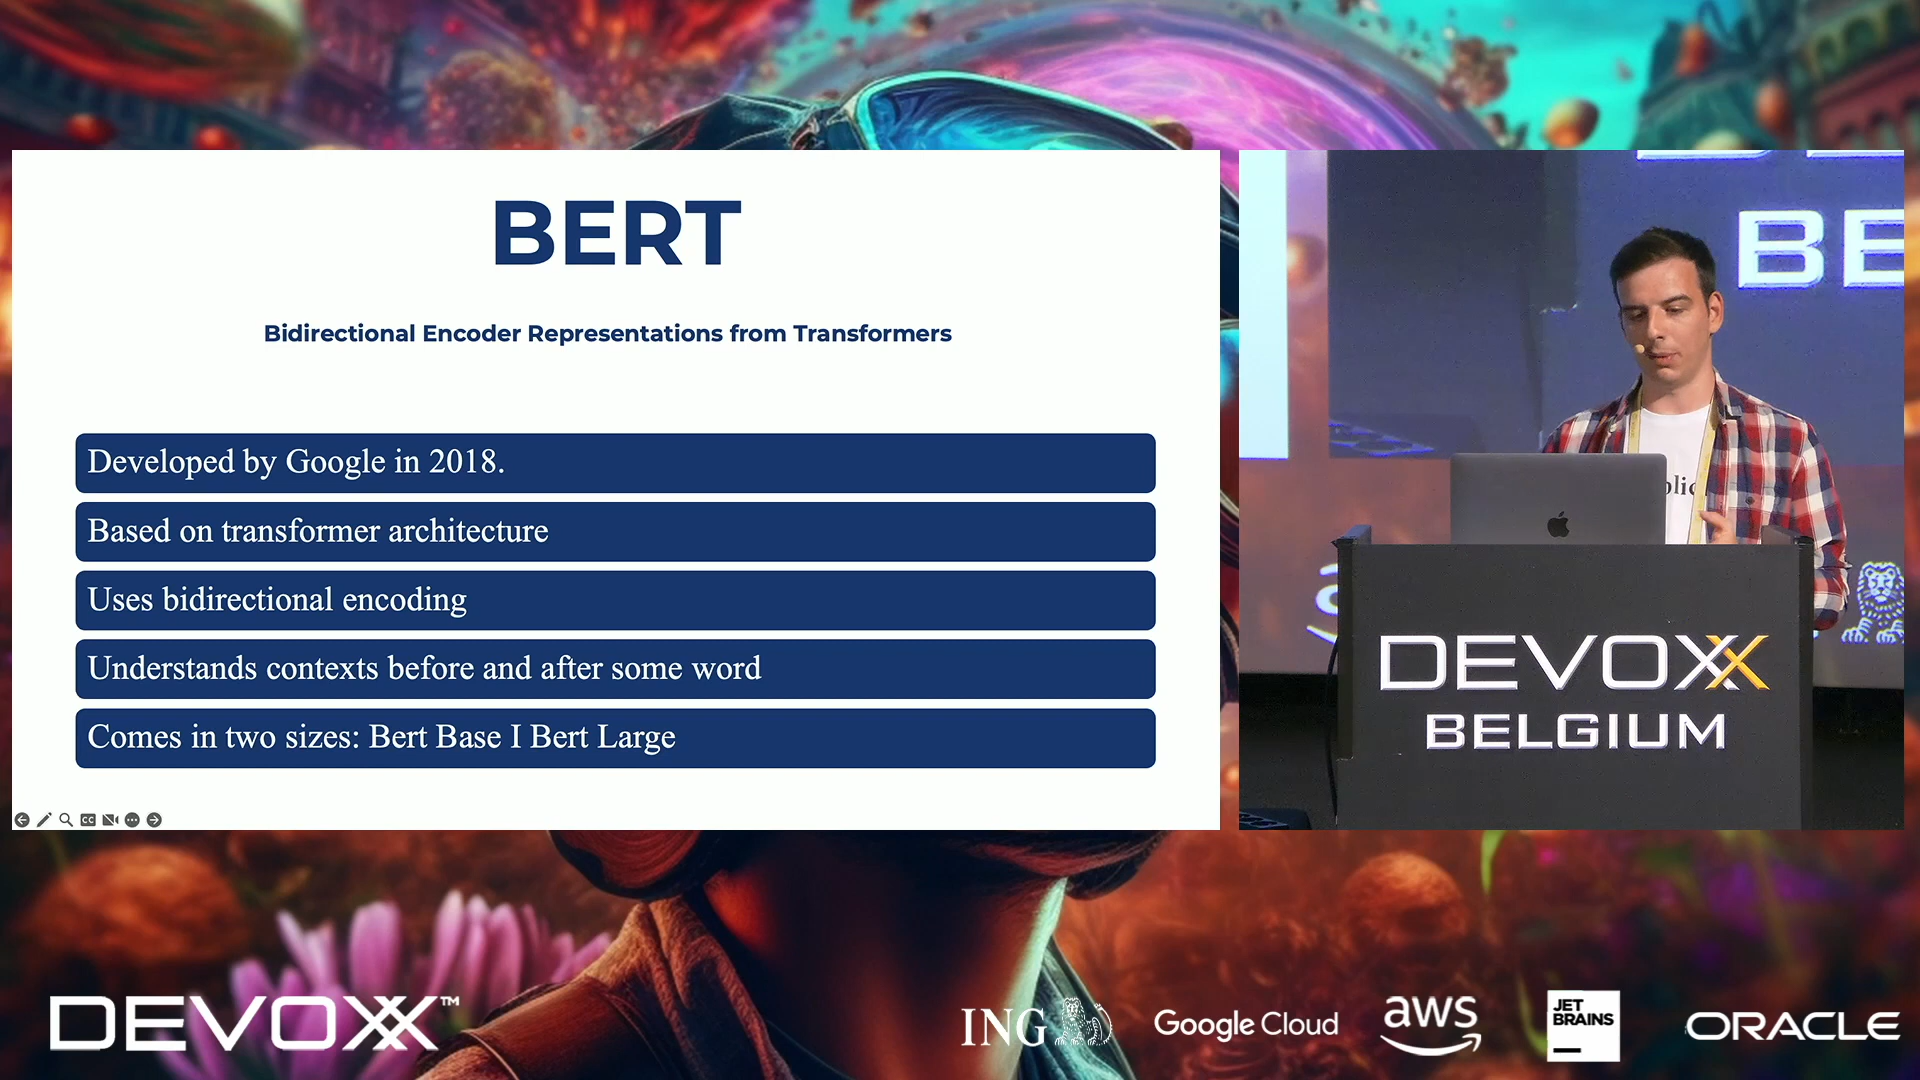 BERT
Bidirectional Encoder Representations from Transformers
Developed by Google in 2018.
Based on transformer architecture
Uses bidirectional encoding
Understands contexts before and after some word
Comes in two sizes: Bert Base I Bert Large
CC
BE
DEVOXX
BELGIUM
DEVOXX™
ING
Google Cloud
aws
JET
BRAINS
ORACLE